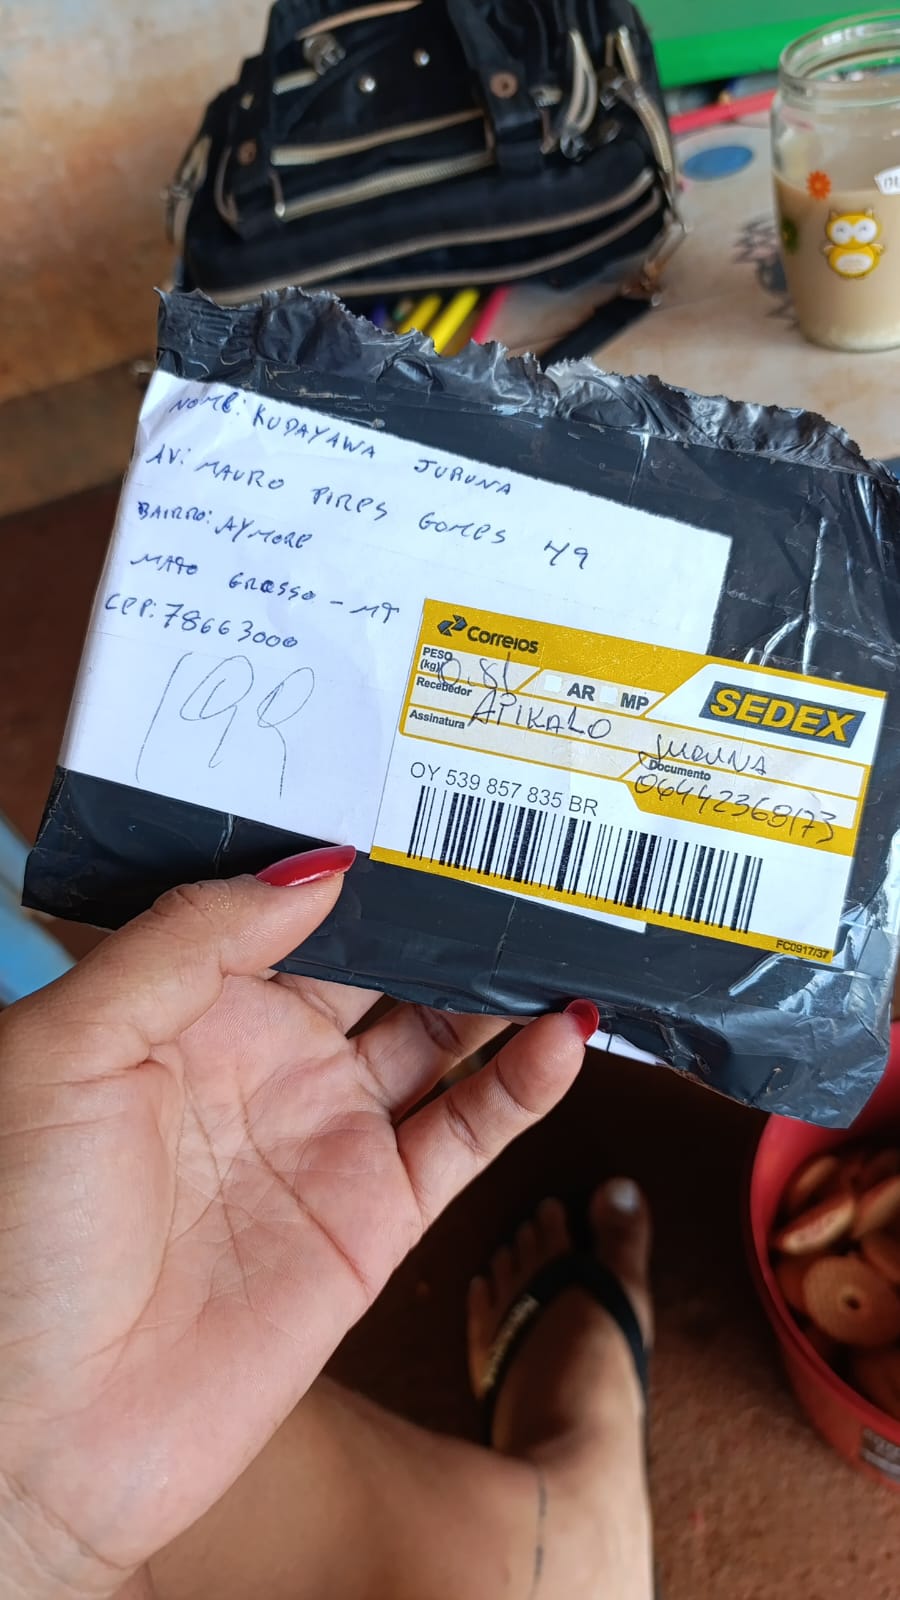 NOME: KUDAYAWA JURUNA
AV: MAURO PIRES GOMES 49
BAIRRO: AYMORE
MATO GROSSO - MT
CEP: 78663000
199
Correios
PESO (kg) 0.81
AR MP
SEDEX
Recebedor APIKALO JURUNA
Assinatura
Documento 06442368173
OY 539 857 835 BR
FC0917/37